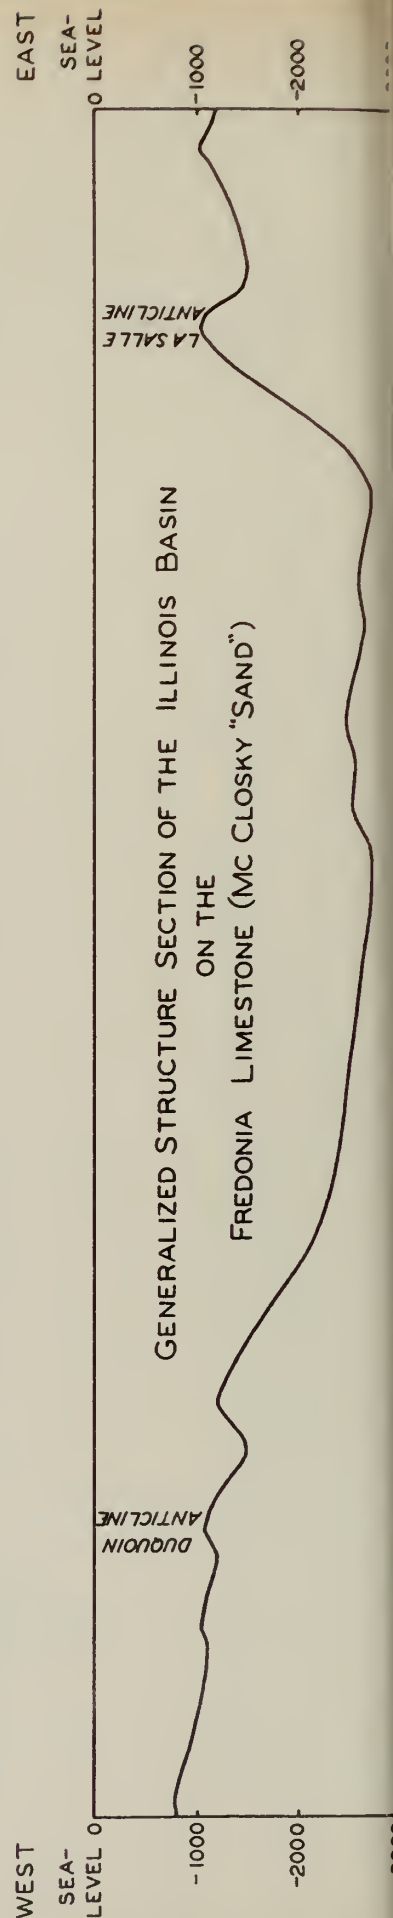 WEST
SEA-
LEVEL 0
-1000
-2000
DUQUOIN
ANTICLINE
GENERALIZED STRUCTURE SECTION OF THE ILLINOIS BASIN
ON THE
FREDONIA LIMESTONE (MC CLOSKY "SAND")
LA SALLE
ANTICLINE
EAST
SEA-
0 LEVEL
-1000
-2000